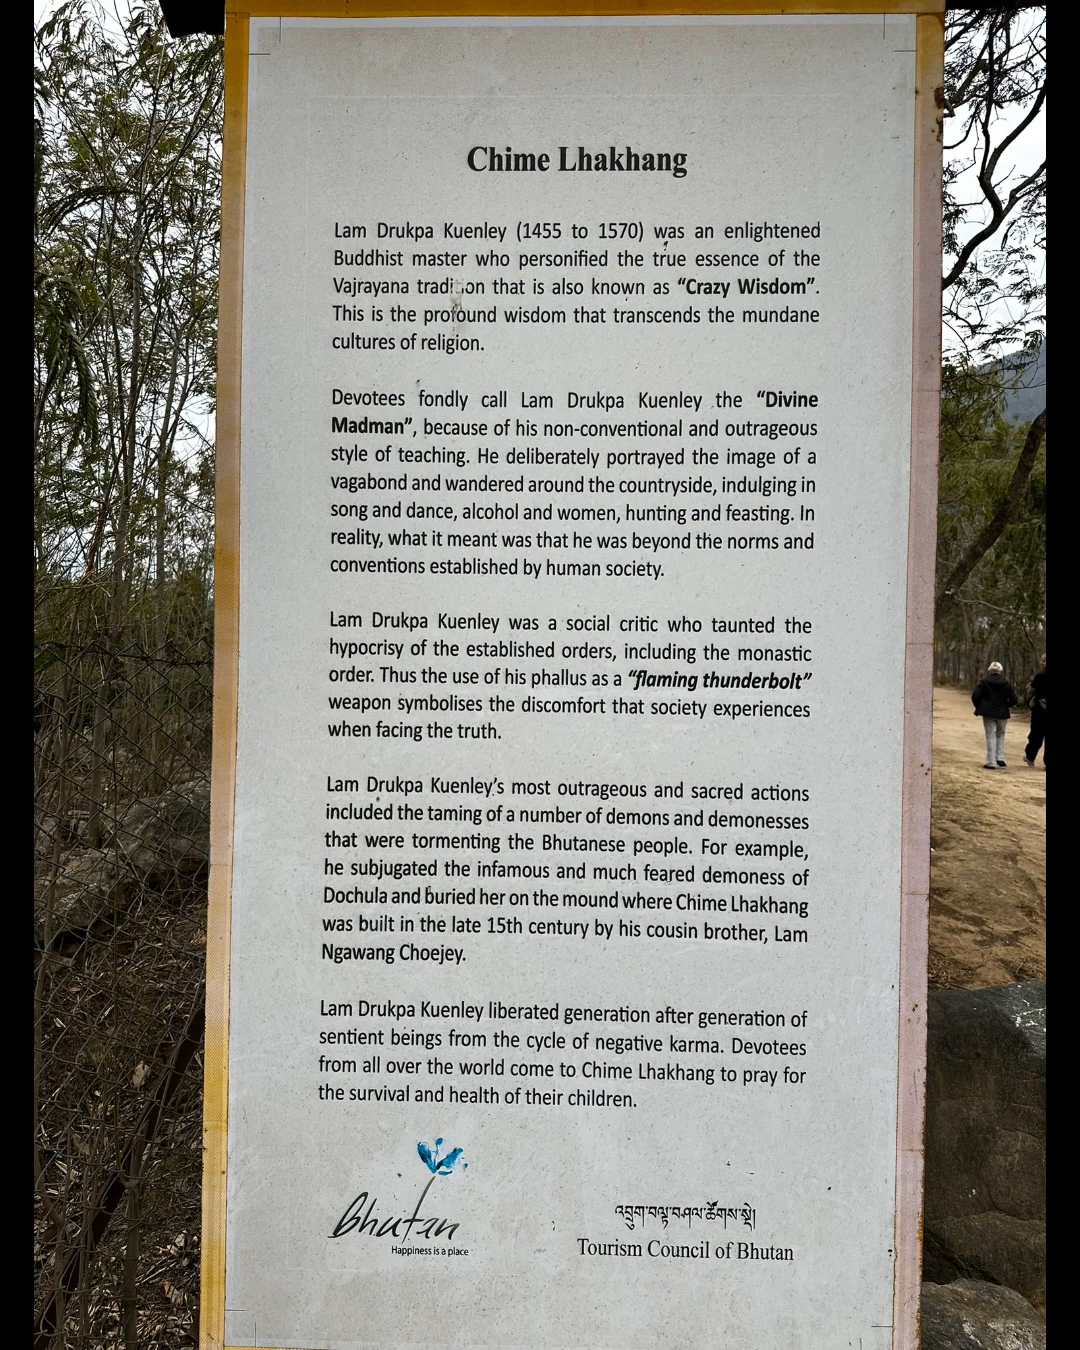 Chime Lhakhang
Lam Drukpa Kuenley (1455 to 1570) was an enlightened
Buddhist master who personified the true essence of the
Vajrayana tradition that is also known as “Crazy Wisdom”.
This is the profound wisdom that transcends the mundane
cultures of religion.
Devotees fondly call Lam Drukpa Kuenley the “Divine
Madman”, because of his non-conventional and outrageous
style of teaching. He deliberately portrayed the image of a
vagabond and wandered around the countryside, indulging in
song and dance, alcohol and women, hunting and feasting. In
reality, what it meant was that he was beyond the norms and
conventions established by human society.
Lam Drukpa Kuenley was a social critic who taunted the
hypocrisy of the established orders, including the monastic
order. Thus the use of his phallus as a “flaming thunderbolt”
weapon symbolises the discomfort that society experiences
when facing the truth.
Lam Drukpa Kuenley’s most outrageous and sacred actions
included the taming of a number of demons and demonesses
that were tormenting the Bhutanese people. For example,
he subjugated the infamous and much feared demoness of
Dochula and buried her on the mound where Chime Lhakhang
was built in the late 15th century by his cousin brother, Lam
Ngawang Choejey.
Lam Drukpa Kuenley liberated generation after generation of
sentient beings from the cycle of negative karma. Devotees
from all over the world come to Chime Lhakhang to pray for
the survival and health of their children.
Bhutan
Happiness is a place
འབྲུག་བལྟ་བཤལ་ཚོགས་སྡེ།
Tourism Council of Bhutan